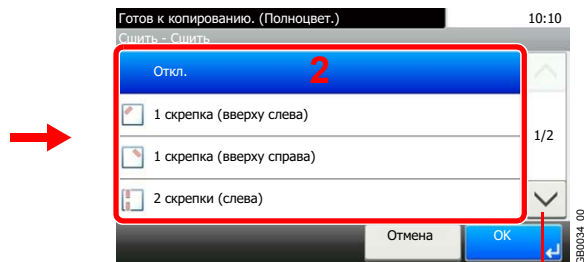 Готов к копированию. (Полноцвет.) 10:10
Сшить - Сшить
Откл.
2
1 скрепка (вверху слева)
1 скрепка (вверху справа)
1/2
2 скрепки (слева)
Отмена
OK
GB0034_00